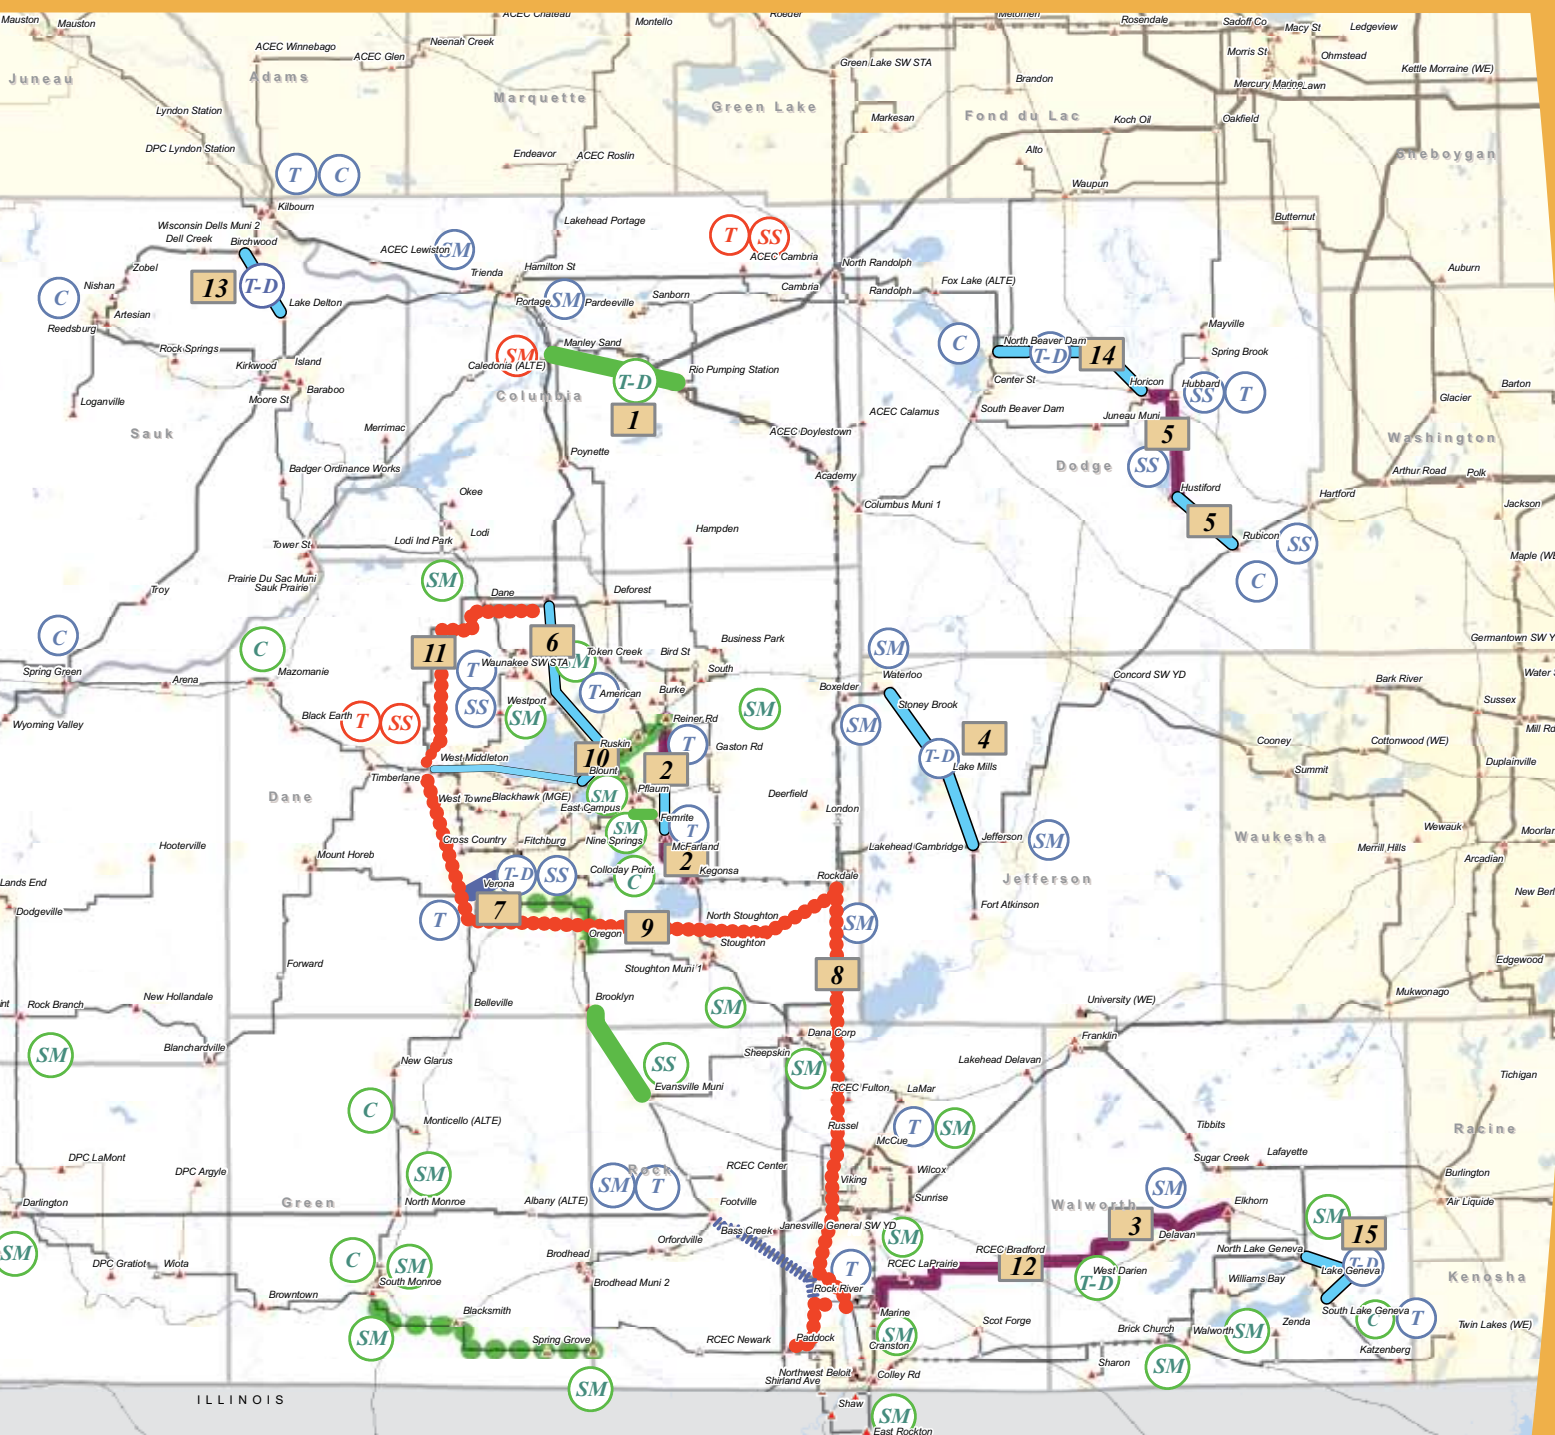 Mauston
Mauston
ACEC Chateau
Montello
Roeder
Metomen
Rosendale
Sadoff Co
Macy St
Ledgeview
ACEC Winnebago
ACEC Glen
Neenah Creek
Green Lake SW STA
Morris St
Ohmstead
Kettle Morraine (WE)
Juneau
Adams
Marquette
Green Lake
Brandon
Mercury Marine
Lawn
Lyndon Station
Markesan
Fond du Lac
Koch Oil
Oakfield
DPC Lyndon Station
Endeavor
ACEC Roslin
Alto
Sheboygan
T
C
Waupun
Kilbourn
Lakehead Portage
Butternut
Wisconsin Dells Muni 2
Dell Creek
Birchwood
ACEC Lewiston
SM
T
SS
ACEC Cambria
North Randolph
Zobel
Trienda
Hamilton St
Auburn
C
Nishan
13
T-D
Lake Delton
Portage
SM
Pardeeville
Sanborn
Cambria
Randolph
Fox Lake (ALTE)
Artesian
Reedsburg
Mayville
Rock Springs
Kirkwood
Island
SM
Manley Sand
Caledonia (ALTE)
C
North Beaver Dam
T-D
14
Spring Brook
Baraboo
T-D
Rio Pumping Station
Center St
Horicon
Hubbard
SS
T
Barton
Loganville
Moore St
Columbia
1
ACEC Calamus
South Beaver Dam
Juneau Muni
Glacier
Sauk
Merrimac
ACEC Doylestown
5
Washington
Badger Ordinance Works
Poynette
Academy
Dodge
SS
Arthur Road
Polk
Okee
Columbus Muni 1
Hustiford
Hartford
Jackson
Lodi Ind Park
Lodi
Hampden
5
Rubicon
SS
Tower St
Maple (WE
Prairie Du Sac Muni
Sauk Prairie
SM
C
Troy
Dane
Deforest
C
C
11
6
Business Park
SM
Germantown SW Y
Spring Green
Arena
Mazomanie
T
Waunakee SW STA
SM
Token Creek
Bird St
South
Waterloo
Concord SW YD
Bark River
Water
Wyoming Valley
Black Earth
T
SS
SS
Westport
SM
T
American
Burke
Boxelder
SM
Stoney Brook
Sussex
Reiner Rd
SM
T
Gaston Rd
4
Cooney
Cottonwood (WE)
Mill Rd
West Middleton
Ruskin
10
Blount
2
T-D
Lake Mills
Summit
Duplainville
Timberlane
Dane
West Towne
Blackhawk (MGE)
SM
East Campus
Pflaum
Deerfield
London
Cross Country
Fitchburg
SM
Nine Springs
Femrite
T
McFarland
Jefferson
SM
Waukesha
Wewauk
Moorlan
Hooterville
Mount Horeb
Lakehead Cambridge
Merrill Hills
Arcadian
Lands End
Verona
T-D
SS
Colloday Point
C
2
Kegonsa
Rockdale
Jefferson
New Berl
Dodgeville
T
7
9
North Stoughton
SM
Fort Atkinson
Oregon
Stoughton
Forward
Stoughton Muni 1
8
Edgewood
Rock Branch
New Hollandale
Belleville
Brooklyn
SM
University (WE)
Mukwonago
SM
Blanchardville
Dana Corp
Franklin
New Glarus
SS
Sheepskin
SM
Lakehead Delavan
C
Evansville Muni
RCEC Fulton
LaMar
Tichigan
Monticello (ALTE)
Russel
T
SM
McCue
Tibbits
Racine
DPC LaMont
DPC Argyle
SM
Rock
SM
T
RCEC Center
Viking
Wilcox
Sugar Creek
Lafayette
Burlington
Darlington
Green
North Monroe
Albany (ALTE)
Footville
Sunrise
Walworth
SM
Elkhorn
Air Liquide
SM
C
SM
Bass Creek
Janesville General SW YD
SM
3
Delavan
SM
15
DPC Gratiot
Wiota
South Monroe
Brodhead
Orfordville
T
RCEC Bradford
North Lake Geneva
T-D
RCEC LaPrairie
12
West Darien
T-D
Lake Geneva
Kenosha
Browntown
Brodhead Muni 2
Rock River
Williams Bay
Blacksmith
Marine
Scot Forge
South Lake Geneva
C
T
SM
Spring Grove
RCEC Newark
Paddock
SM
Cranston
Brick Church
Walworth
SM
Zenda
Twin Lakes (WE)
Katzenberg
SM
Northwest Beloit
Shirland Ave
Colley Rd
Sharon
SM
ILLINOIS
Shaw
SM
East Rockton